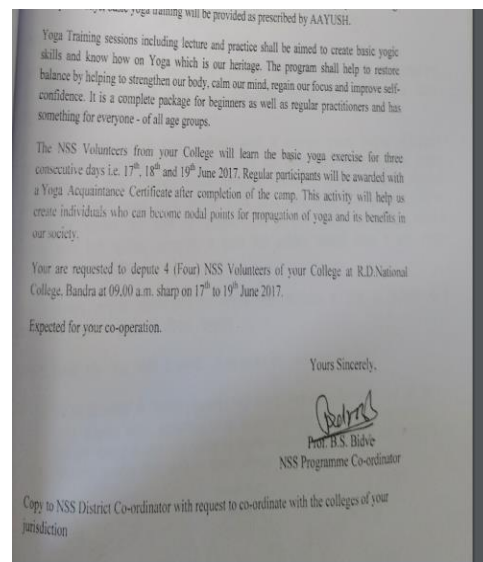 yoga training will be provided as prescribed by AAYUSH.
Yoga Training sessions including lecture and practice shall be aimed to create basic yogic
skills and know how on Yoga which is our heritage. The program shall help to restore
balance by helping to strengthen our body, calm our mind, regain our focus and improve self-
confidence. It is a complete package for beginners as well as regular practitioners and has
something for everyone - of all age groups.
The NSS Volunteers from your College will learn the basic yoga exercise for three
consecutive days i.e. 17th, 18th and 19th June 2017. Regular participants will be awarded with
a Yoga Acquaintance Certificate after completion of the camp. This activity will help us
create individuals who can become nodal points for propagation of yoga and its benefits in
our society.
Your are requested to depute 4 (Four) NSS Volunteers of your College at R.D.National
College, Bandra at 09.00 a.m. sharp on 17th to 19th June 2017.
Expected for your co-operation.
Yours Sincerely,
Prof. B.S. Bidve
NSS Programme Co-ordinator
Copy to NSS District Co-ordinator with request to co-ordinate with the colleges of your
jurisdiction